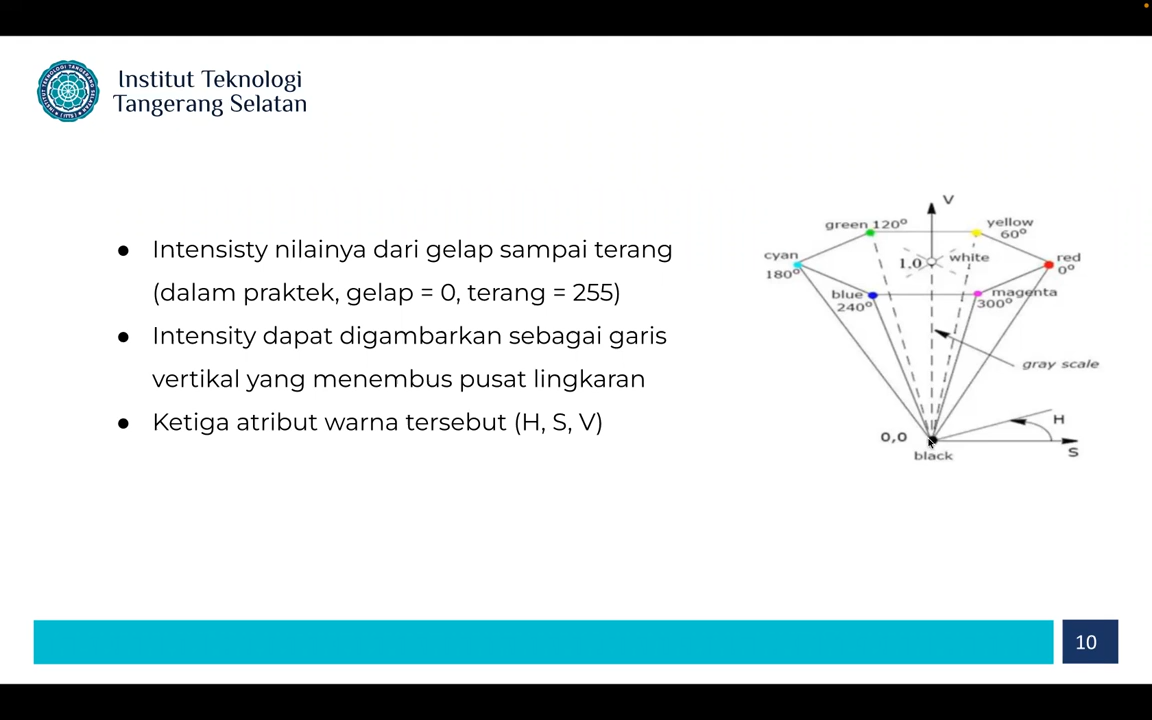 Institut Teknologi
Tangerang Selatan
● Intensisty nilainya dari gelap sampai terang
(dalam praktek, gelap = 0, terang = 255)
● Intensity dapat digambarkan sebagai garis
vertikal yang menembus pusat lingkaran
● Ketiga atribut warna tersebut (H, S, V)
V
green 120°
yellow
60°
cyan
180°
1.0
white
red
0°
blue
240°
magenta
300°
gray scale
0,0
H
S
black
10